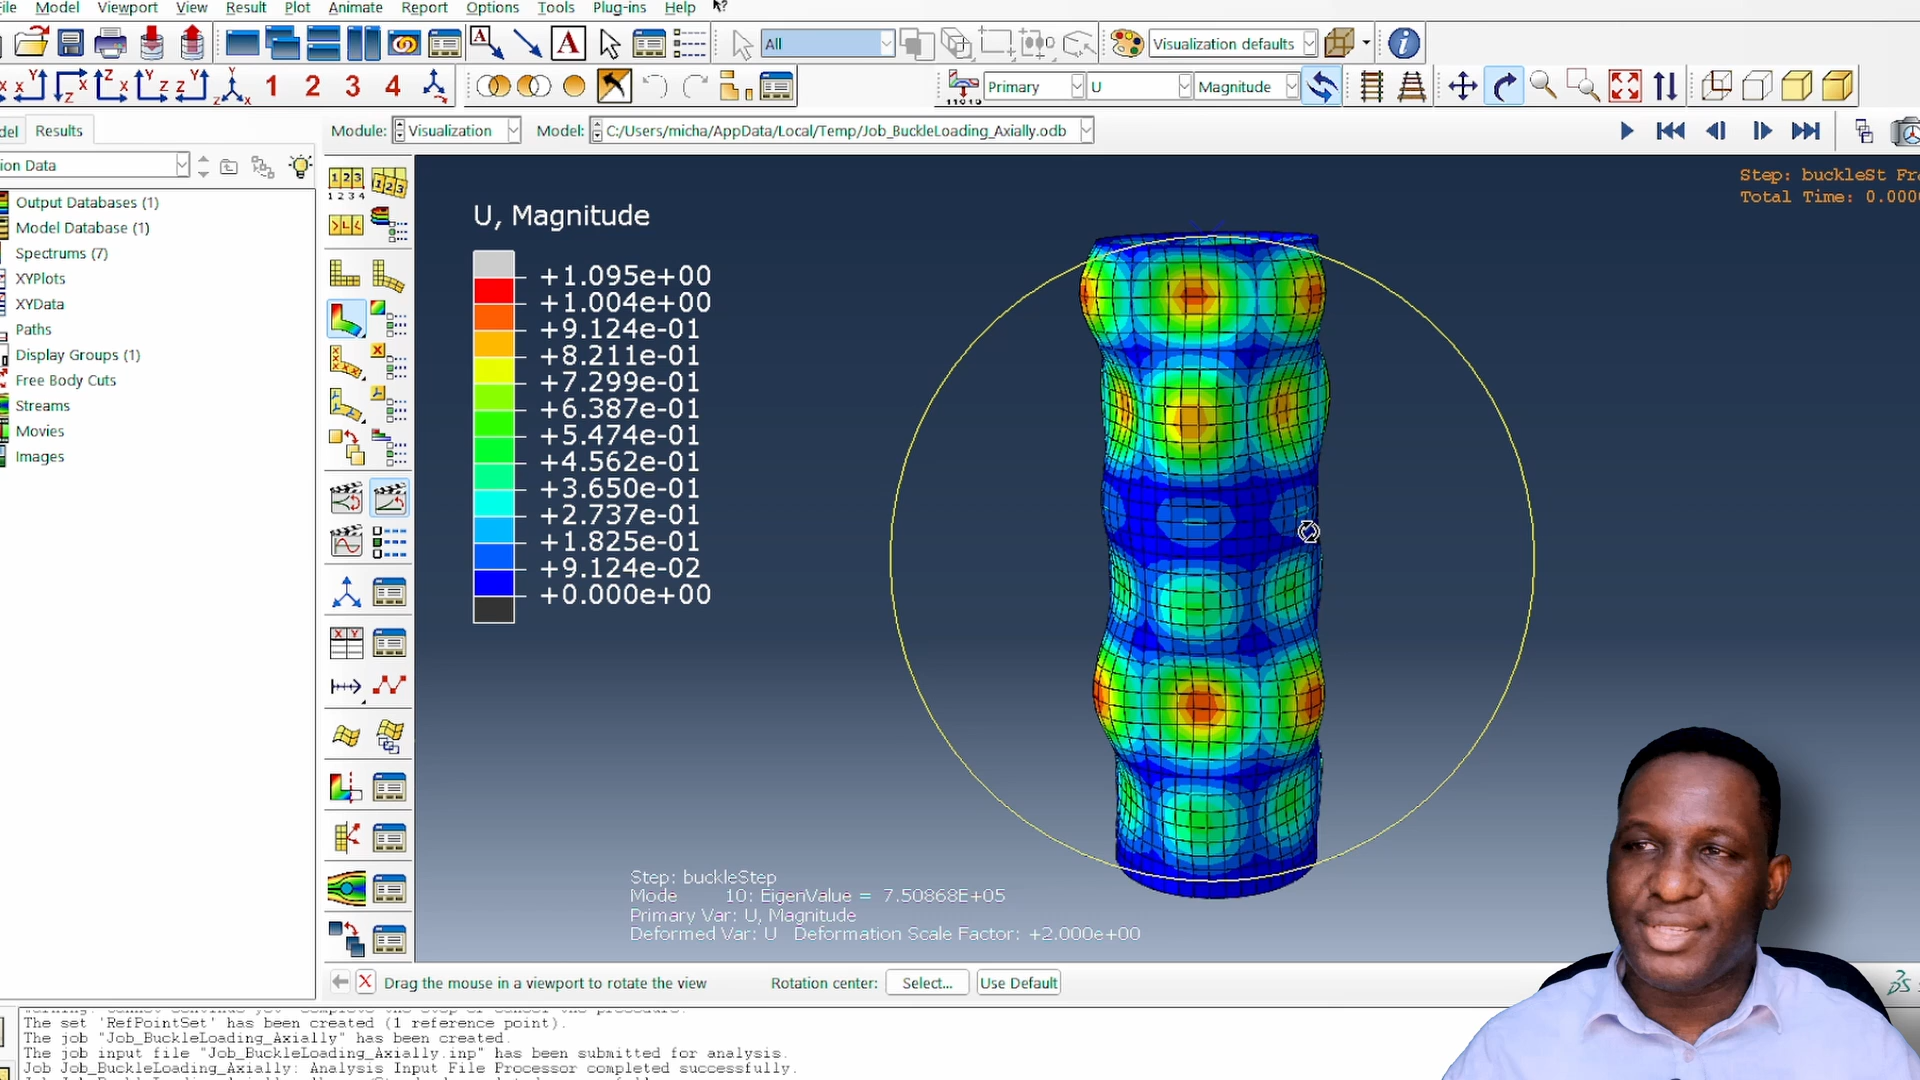 File Model Viewport View Result Plot Animate Report Options Tools Plug-ins Help
All
Visualization defaults
1 2 3 4
Primary
U
Magnitude
Results
Module: Visualization
Model: C:/Users/micha/AppData/Local/Temp/Job_BuckleLoading_Axially.odb
ion Data
Output Databases (1)
Model Database (1)
Spectrums (7)
XYPlots
XYData
Paths
Display Groups (1)
Free Body Cuts
Streams
Movies
Images
Step: buckleSt Fra
Total Time: 0.000
U, Magnitude
+1.095e+00
+1.004e+00
+9.124e-01
+8.211e-01
+7.299e-01
+6.387e-01
+5.474e-01
+4.562e-01
+3.650e-01
+2.737e-01
+1.825e-01
+9.124e-02
+0.000e+00
Step: buckleStep
Mode 10: EigenValue = 7.50868E+05
Primary Var: U, Magnitude
Deformed Var: U Deformation Scale Factor: +2.000e+00
Drag the mouse in a viewport to rotate the view
Rotation center: Select... Use Default
The set 'RefPointSet' has been created (1 reference point).
The job "Job_BuckleLoading_Axially" has been created.
The job input file "Job_BuckleLoading_Axially.inp" has been submitted for analysis.
Job Job_BuckleLoading_Axially: Analysis Input File Processor completed successfully.